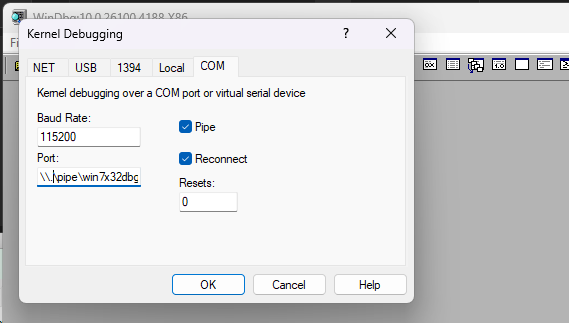 WinDbg:10.0.26100.4188 X86
Kernel Debugging
NET USB 1394 Local COM
Kernel debugging over a COM port or virtual serial device
Baud Rate:
115200
Pipe
Port:
\\.\pipe\win7x32dbg
Reconnect
Resets:
0
OK Cancel Help